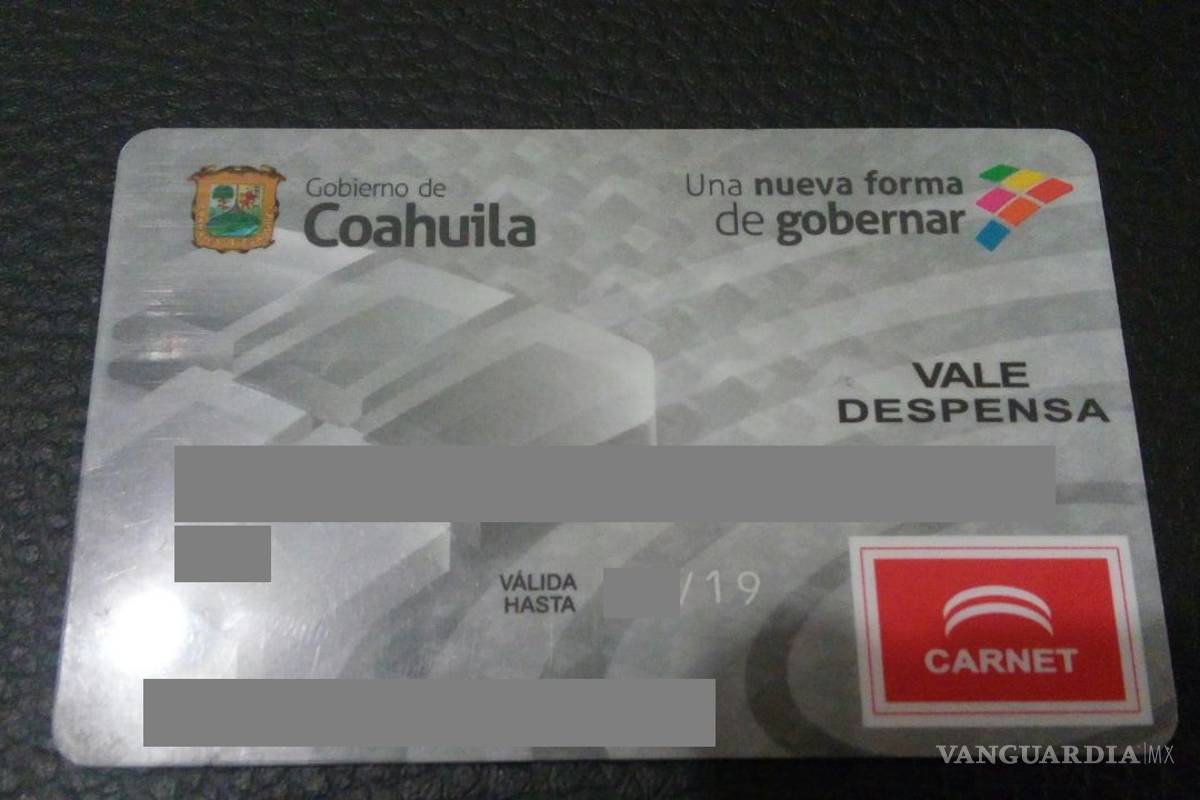 Gobierno de
Coahuila
Una nueva forma
de gobernar
VALE
DESPENSA
VÁLIDA
HASTA
/19
CARNET
VANGUARDIA|MX